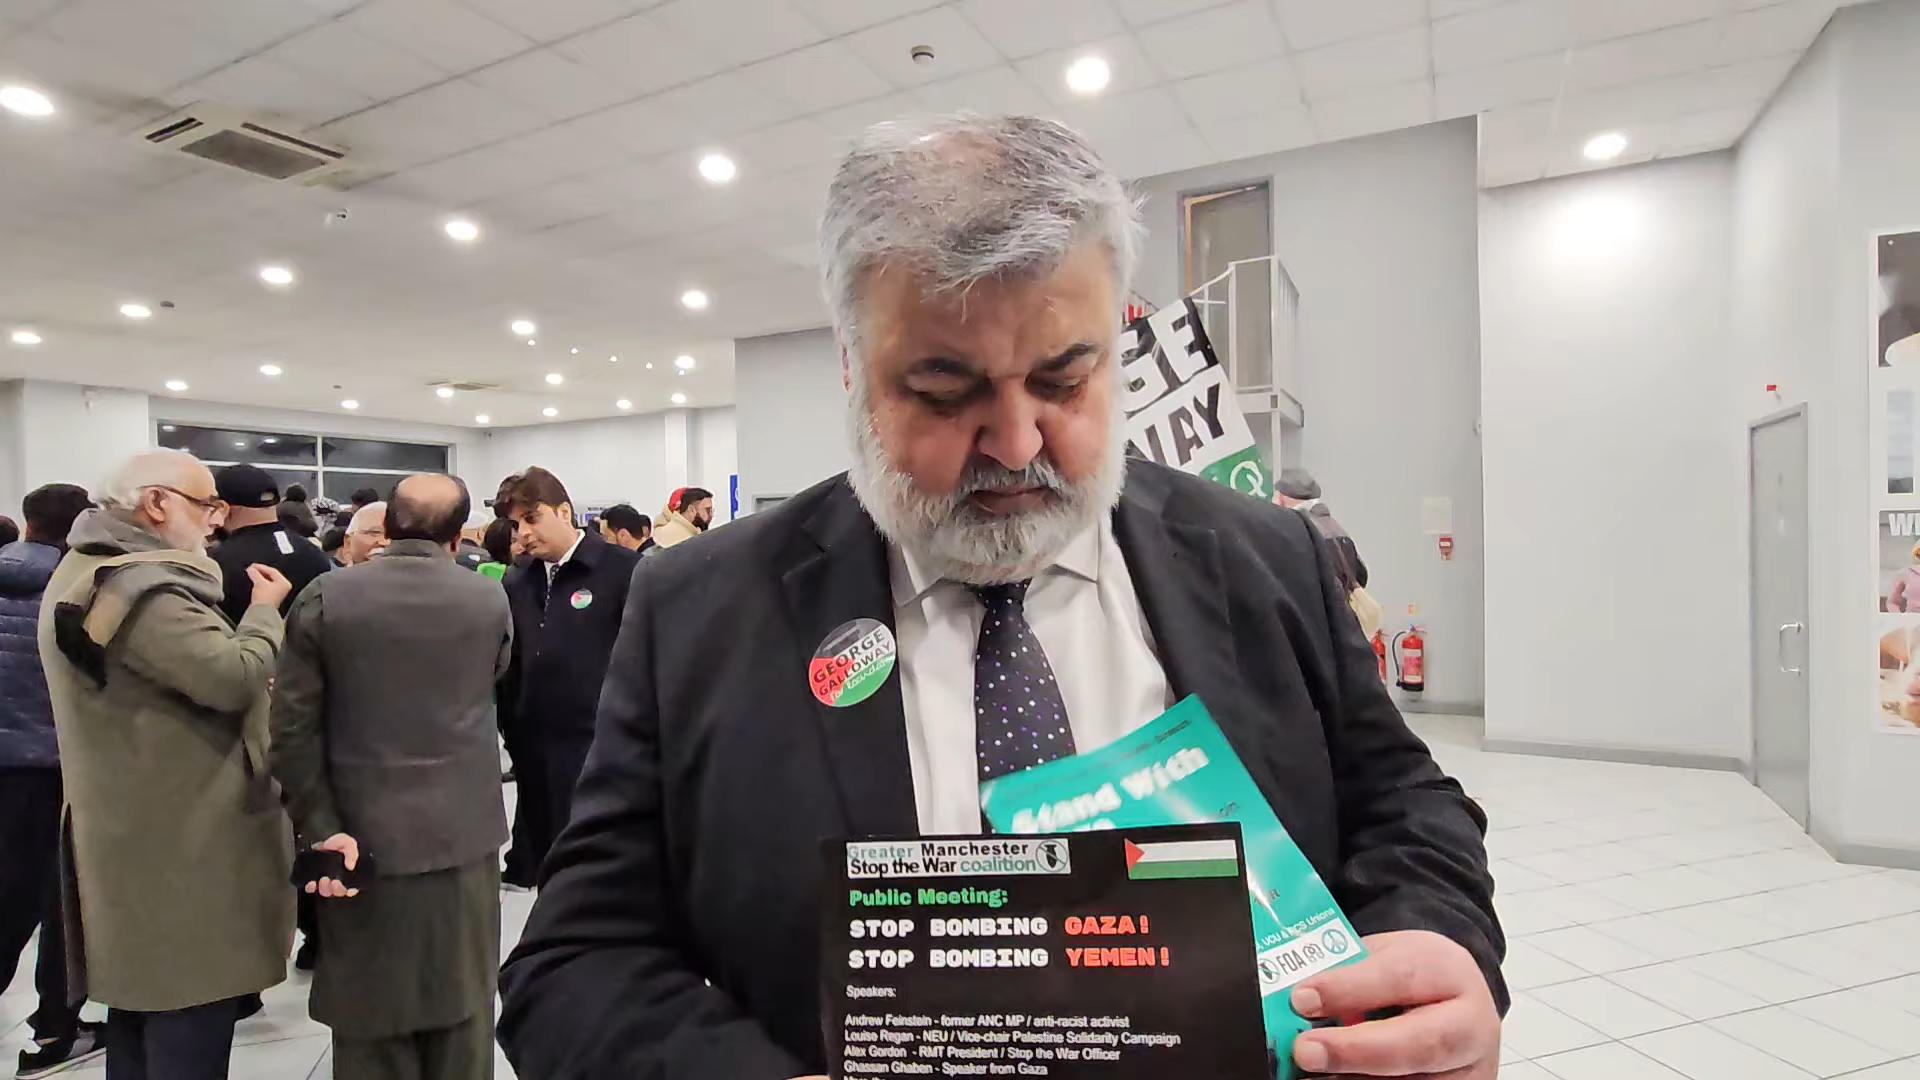 GE
WAY
GEORGE
GALLOWAY
for
Stand With
Greater Manchester
Stop the War coalition
Public Meeting:
STOP BOMBING GAZA!
STOP BOMBING YEMEN!
Speakers:
Andrew Feinstein - former ANC MP / anti-racist activist
Louise Regan - NEU / Vice-chair Palestine Solidarity Campaign
Alex Gordon - RMT President / Stop the War Officer
Ghassan Ghaben - Speaker from Gaza
UCU & PCS Unions
FOA